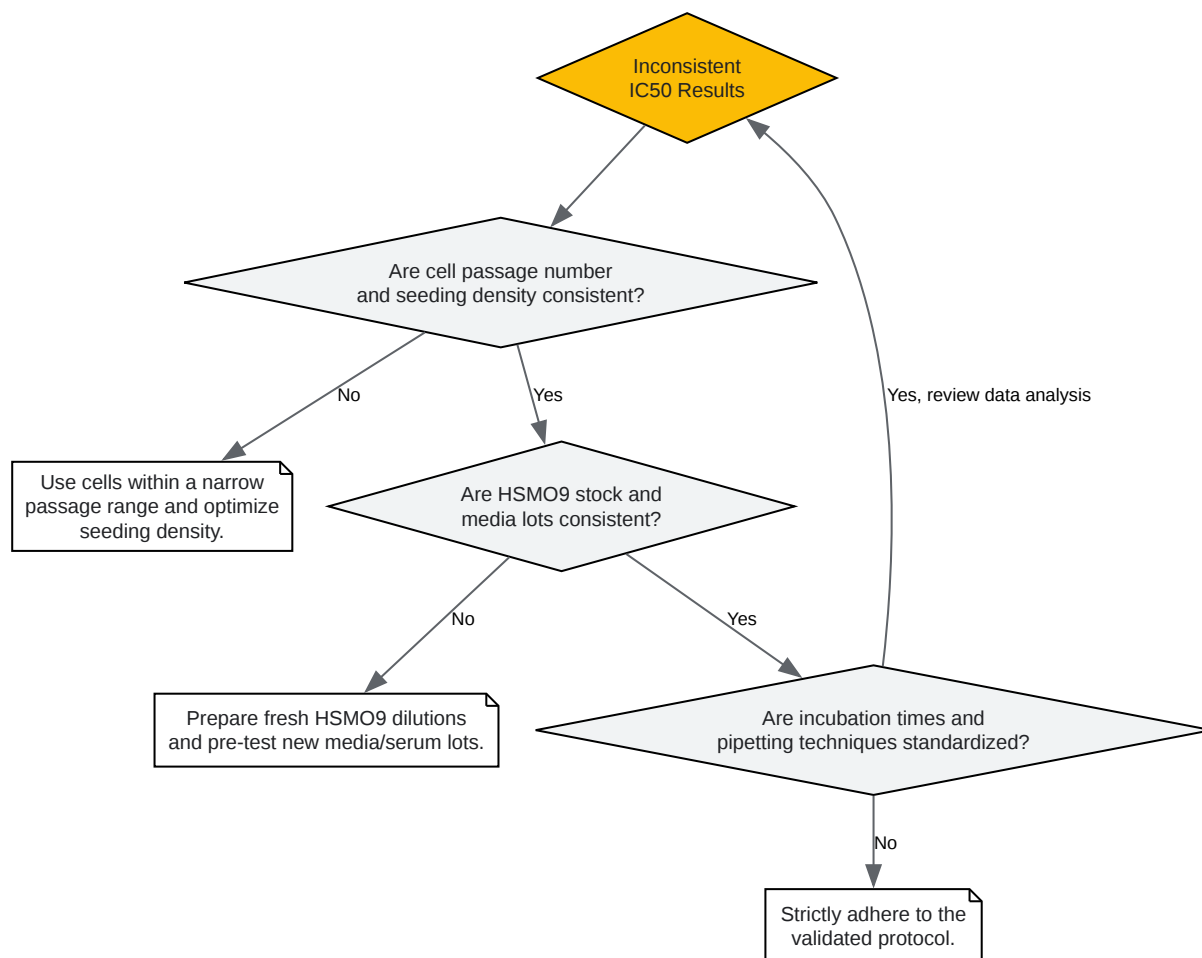 Inconsistent
IC50 Results
Are cell passage number
and seeding density consistent?
No
Yes
Yes, review data analysis
Use cells within a narrow
passage range and optimize
seeding density.
Are HSMO9 stock and
media lots consistent?
No
Yes
Prepare fresh HSMO9 dilutions
and pre-test new media/serum lots.
Are incubation times and
pipetting techniques standardized?
No
Strictly adhere to the
validated protocol.